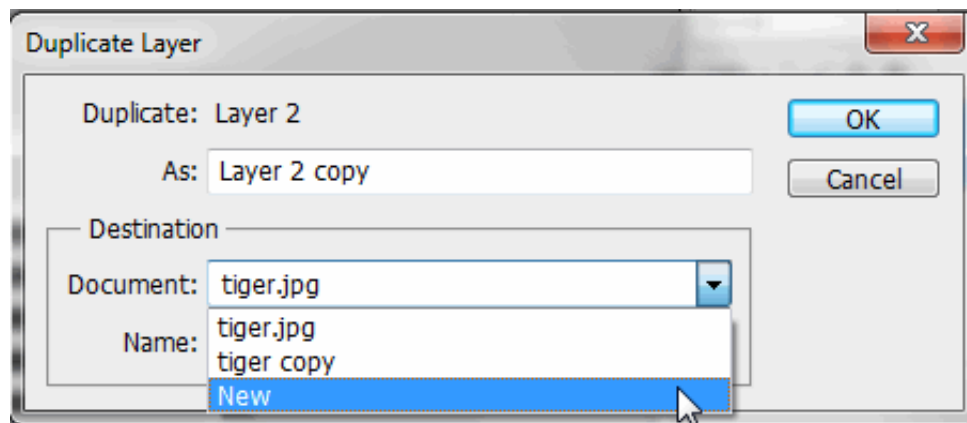 Duplicate Layer
Duplicate: Layer 2
OK
As: Layer 2 copy
Cancel
Destination
Document: tiger.jpg
Name:
tiger.jpg
tiger copy
New